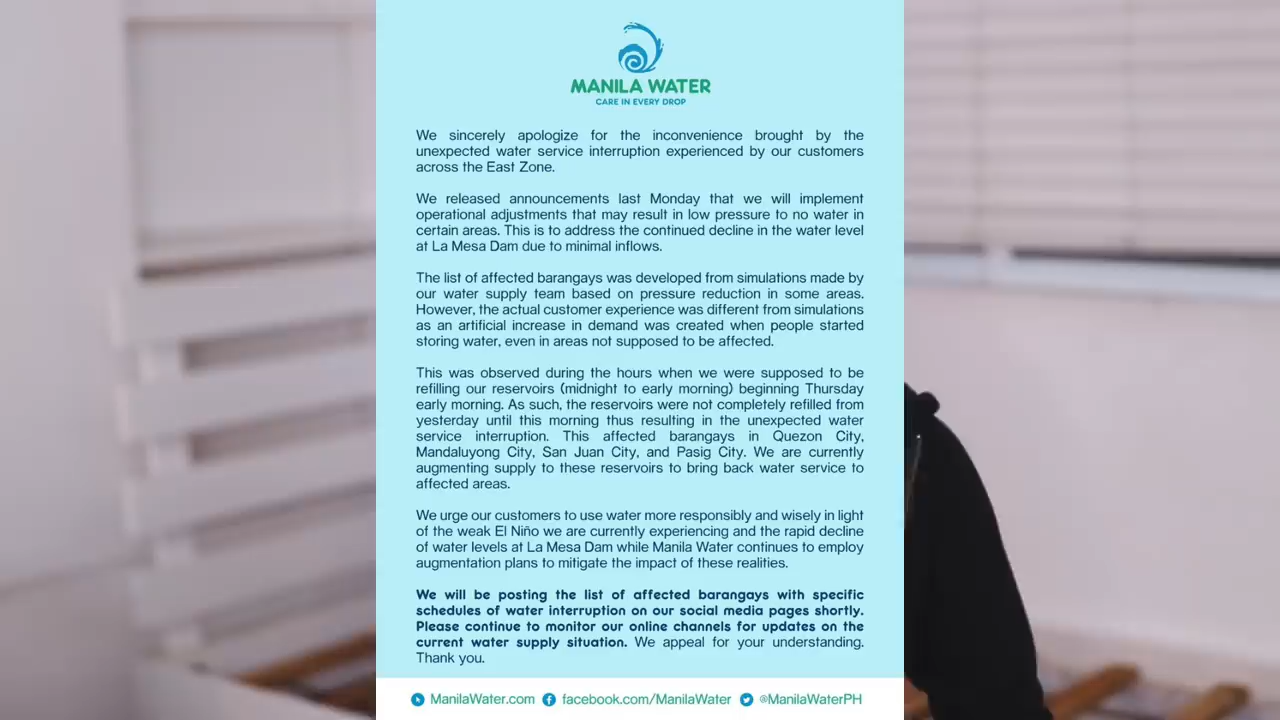 MANILA WATER
CARE IN EVERY DROP
We sincerely apologize for the inconvenience brought by the
unexpected water service interruption experienced by our customers
across the East Zone.
We released announcements last Monday that we will implement
operational adjustments that may result in low pressure to no water in
certain areas. This is to address the continued decline in the water level
at La Mesa Dam due to minimal inflows.
The list of affected barangays was developed from simulations made by
our water supply team based on pressure reduction in some areas.
However, the actual customer experience was different from simulations
as an artificial increase in demand was created when people started
storing water, even in areas not supposed to be affected.
This was observed during the hours when we were supposed to be
refilling our reservoirs (midnight to early morning) beginning Thursday
early morning. As such, the reservoirs were not completely refilled from
yesterday until this morning thus resulting in the unexpected water
service interruption. This affected barangays in Quezon City,
Mandaluyong City, San Juan City, and Pasig City. We are currently
augmenting supply to these reservoirs to bring back water service to
affected areas.
We urge our customers to use water more responsibly and wisely in light
of the weak El Niño we are currently experiencing and the rapid decline
of water levels at La Mesa Dam while Manila Water continues to employ
augmentation plans to mitigate the impact of these realities.
We will be posting the list of affected barangays with specific
schedules of water interruption on our social media pages shortly.
Please continue to monitor our online channels for updates on the
current water supply situation. We appeal for your understanding.
Thank you.
ManilaWater.com facebook.com/ManilaWater @ManilaWaterPH